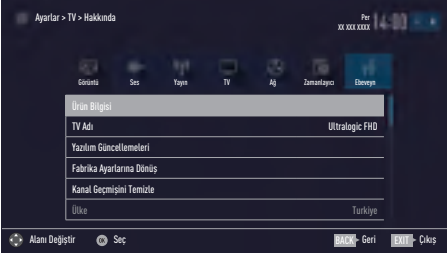 Ayarlar > TV > Hakkında
Per
xx xxx xxxx
14:00
Görüntü Ses Yayın TV Ağ Zamanlayıcı Ebeveyn
Ürün Bilgisi
TV Adı Ultralogic FHD
Yazılım Güncellemeleri
Fabrika Ayarlarına Dönüş
Kanal Geçmişini Temizle
Ülke Turkiye
Alanı Değiştir OK Seç BACK - Geri EXIT - Çıkış